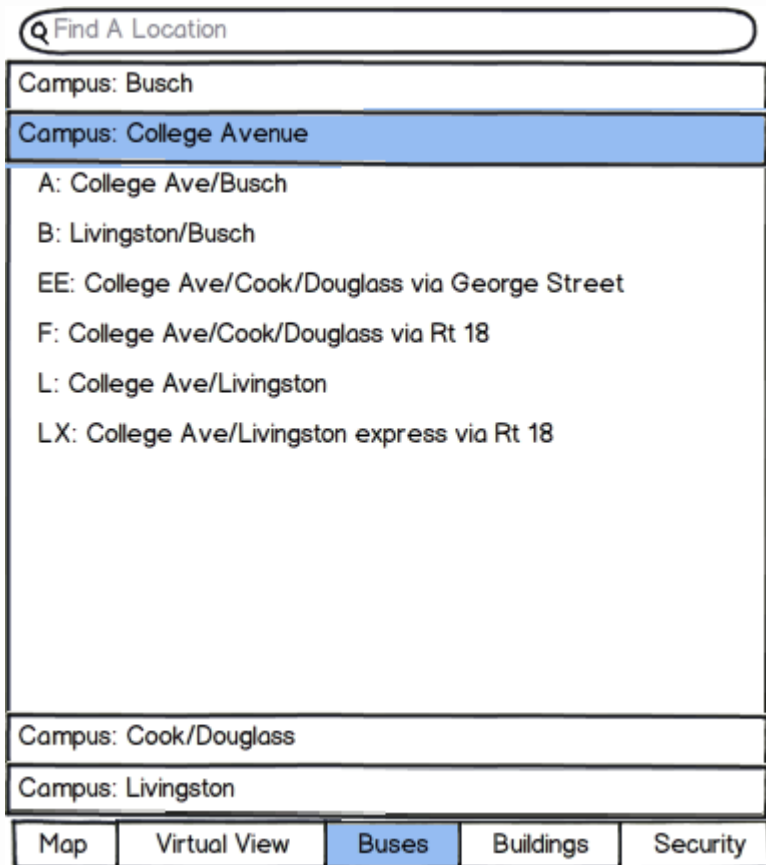 Find A Location
Campus: Busch
Campus: College Avenue
A: College Ave/Busch
B: Livingston/Busch
EE: College Ave/Cook/Douglass via George Street
F: College Ave/Cook/Douglass via Rt 18
L: College Ave/Livingston
LX: College Ave/Livingston express via Rt 18
Campus: Cook/Douglass
Campus: Livingston
Map Virtual View Buses Buildings Security